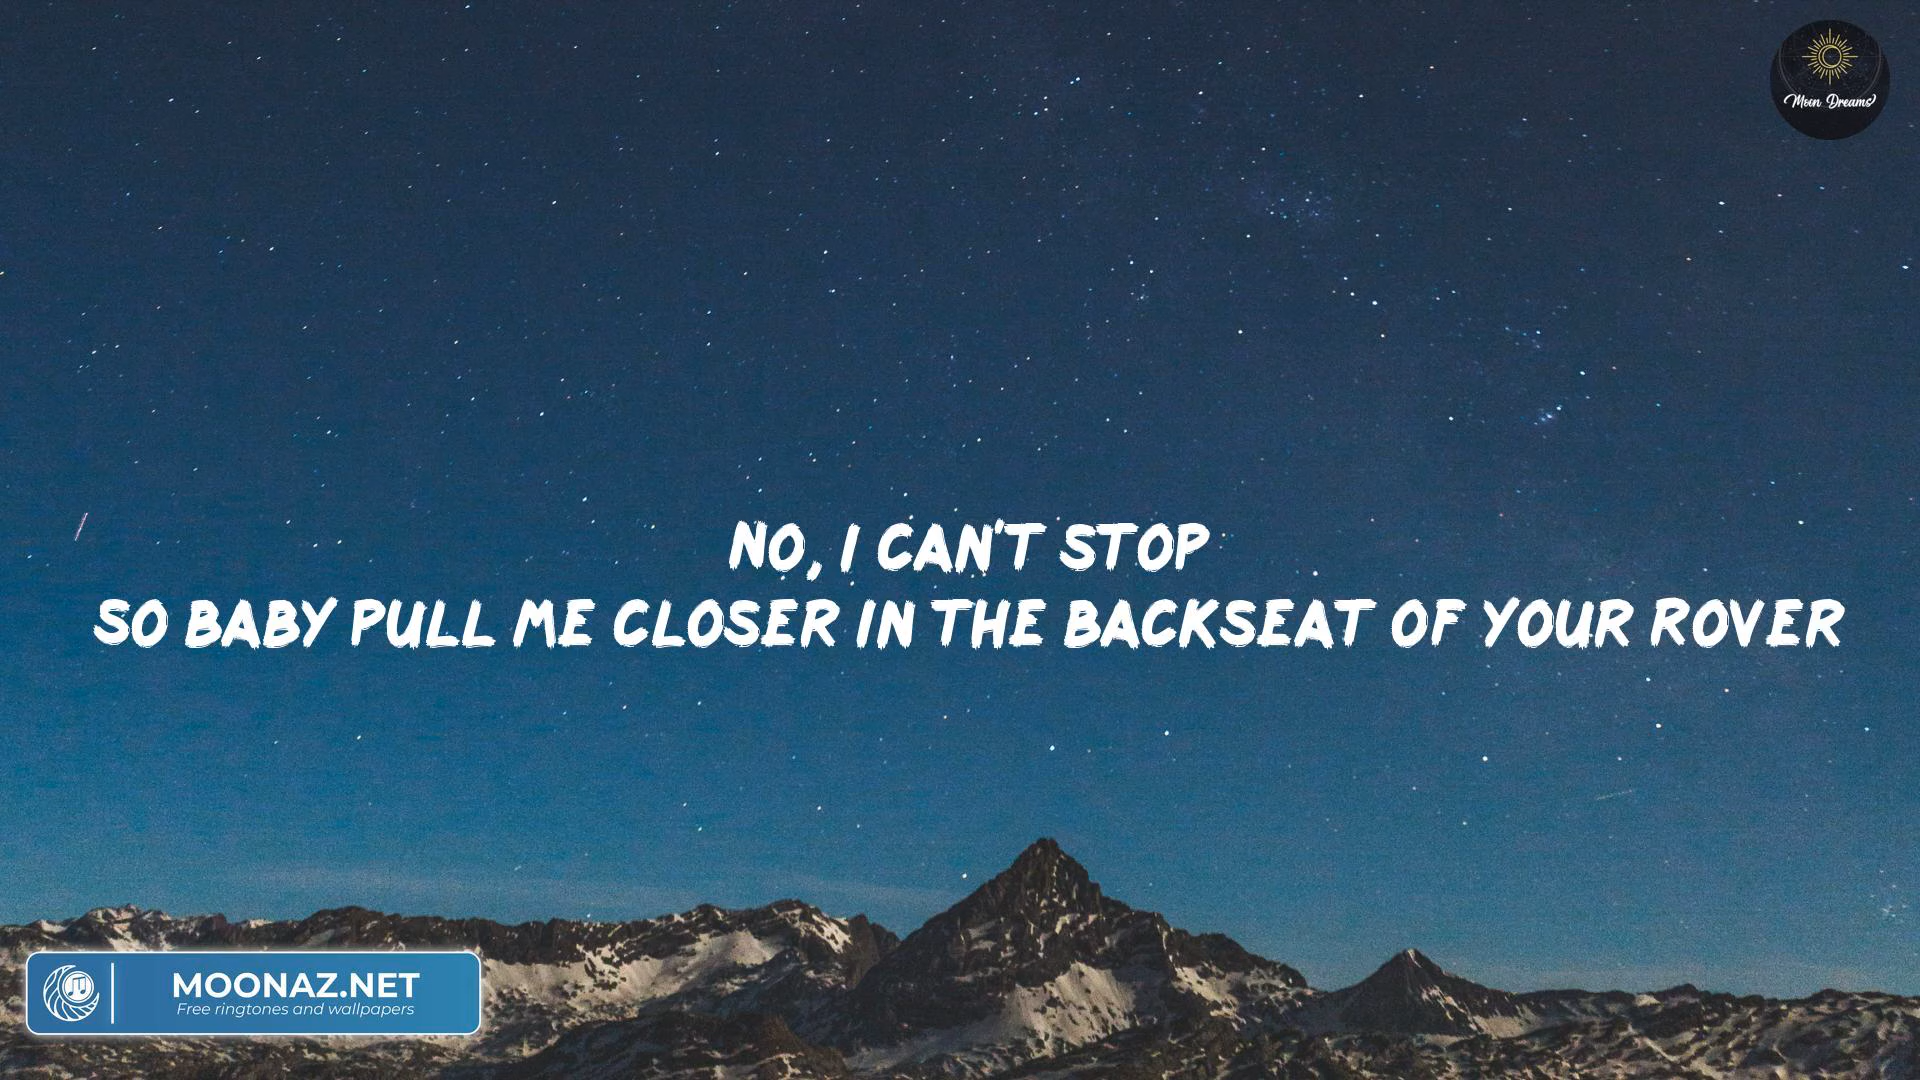 Moon Dreams
NO, I CAN'T STOP
SO BABY PULL ME CLOSER IN THE BACKSEAT OF YOUR ROVER
MOONAZ.NET
Free ringtones and wallpapers